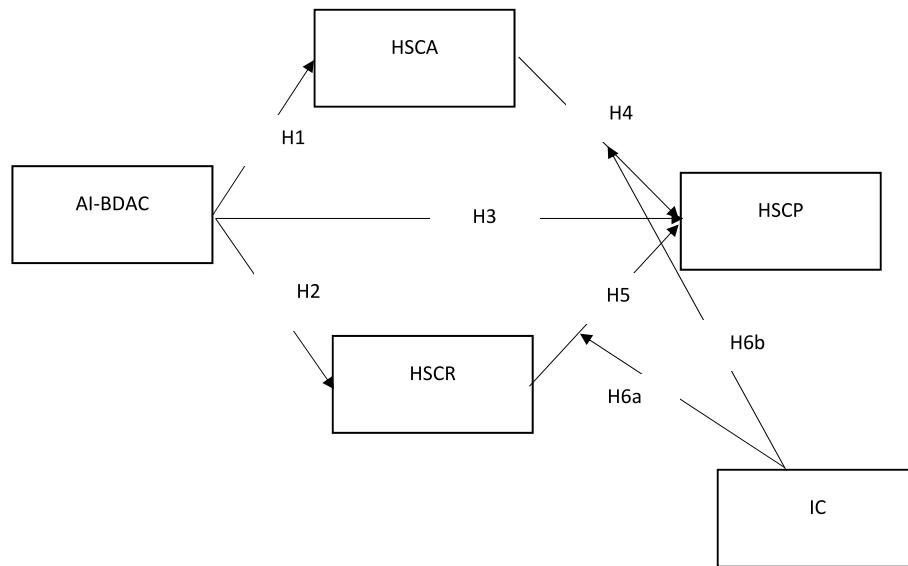 HSCA
H4
H1
AI-BDAC
HSCP
H3
H2
H5
H6b
HSCR
H6a
IC